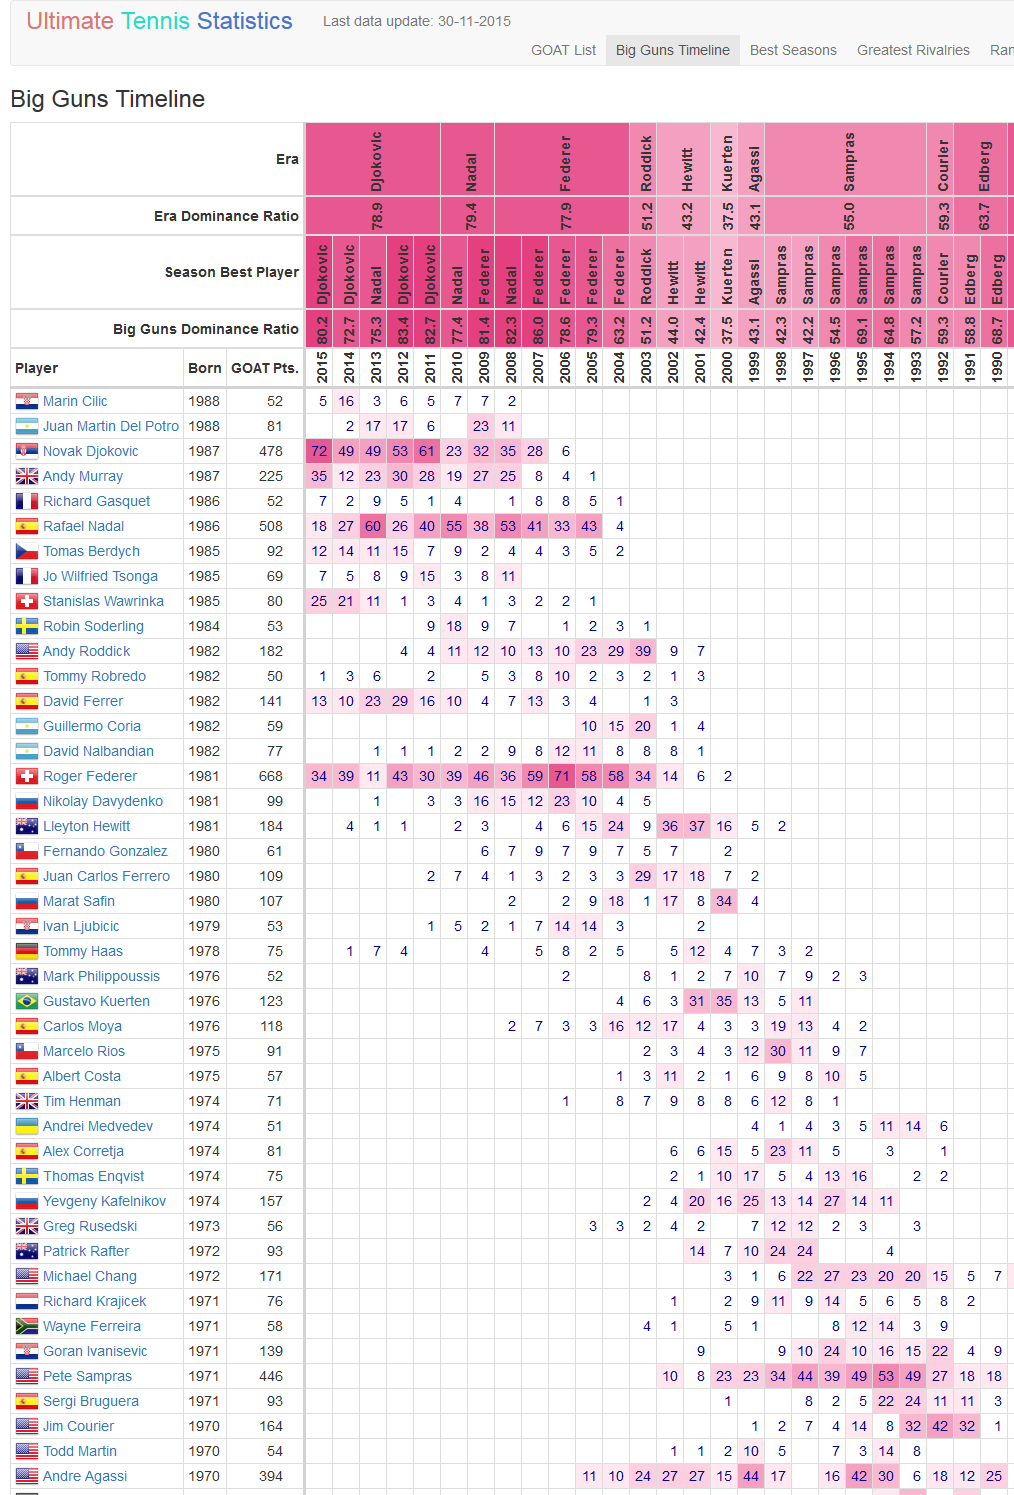 Ultimate Tennis Statistics Last data update: 30-11-2015
GOAT List Big Guns Timeline Best Seasons Greatest Rivalries Ran
Big Guns Timeline
Era Djokovic Nadal Federer Roddick Hewitt Kuerten Agassi Sampras Courier Edberg
Era Dominance Ratio 78.9 79.4 77.9 51.2 43.2 37.5 43.1 55.0 59.3 63.7
Season Best Player Djokovic Djokovic Nadal Djokovic Djokovic Nadal Federer Nadal Federer Federer Federer Federer Roddick Hewitt Hewitt Kuerten Agassi Sampras Sampras Sampras Sampras Sampras Sampras Courier Edberg Edberg
Big Guns Dominance Ratio 80.2 72.7 75.3 83.4 82.7 77.4 81.4 82.3 86.0 78.6 79.3 63.2 51.2 44.0 42.4 37.5 43.1 42.3 42.2 54.5 69.1 64.8 57.2 59.3 58.8 68.7
Player Born GOAT Pts. 2015 2014 2013 2012 2011 2010 2009 2008 2007 2006 2005 2004 2003 2002 2001 2000 1999 1998 1997 1996 1995 1994 1993 1992 1991 1990
Marin Cilic 1988 52 5 16 3 6 5 7 7 2
Juan Martin Del Potro 1988 81 2 17 17 6 23 11
Novak Djokovic 1987 478 72 49 49 53 61 23 32 35 28 6
Andy Murray 1987 225 35 12 23 30 28 19 27 25 8 4 1
Richard Gasquet 1986 52 7 2 9 5 1 4 1 8 8 5 1
Rafael Nadal 1986 508 18 27 60 26 40 55 38 53 41 33 43 4
Tomas Berdych 1985 92 12 14 11 15 7 9 2 4 4 3 5 2
Jo Wilfried Tsonga 1985 69 7 5 8 9 15 3 8 11
Stanislas Wawrinka 1985 80 25 21 11 1 3 4 1 3 2 2 1
Robin Soderling 1984 53 9 18 9 7 1 2 3 1
Andy Roddick 1982 182 4 4 11 12 10 13 10 23 29 39 9 7
Tommy Robredo 1982 50 1 3 6 2 5 3 8 10 2 3 2 1 3
David Ferrer 1982 141 13 10 23 29 16 10 4 7 13 3 4 1 3
Guillermo Coria 1982 59 10 15 20 1 4
David Nalbandian 1982 77 1 1 1 2 2 9 8 12 11 8 8 8 1
Roger Federer 1981 668 34 39 11 43 30 39 46 36 59 71 58 58 34 14 6 2
Nikolay Davydenko 1981 99 1 3 3 16 15 12 23 10 4 5
Lleyton Hewitt 1981 184 4 1 1 2 3 4 6 15 24 9 36 37 16 5 2
Fernando Gonzalez 1980 61 6 7 9 7 9 7 5 7 2
Juan Carlos Ferrero 1980 109 2 7 4 1 3 2 3 3 29 17 18 7 2
Marat Safin 1980 107 2 2 9 18 1 17 8 34 4
Ivan Ljubicic 1979 53 1 5 2 1 7 14 14 3 2
Tommy Haas 1978 75 1 7 4 4 5 8 2 5 5 12 4 7 3 2
Mark Philippoussis 1976 52 2 8 1 2 7 10 7 9 2 3
Gustavo Kuerten 1976 123 4 6 3 31 35 13 5 11
Carlos Moya 1976 118 2 7 3 3 16 12 17 4 3 3 19 13 4 2
Marcelo Rios 1975 91 2 3 4 3 12 30 11 9 7
Albert Costa 1975 57 1 3 11 2 1 6 9 8 10 5
Tim Henman 1974 71 1 8 7 9 8 8 6 12 8 1
Andrei Medvedev 1974 51 4 1 4 3 5 11 14 6
Alex Corretja 1974 81 6 6 15 5 23 11 5 3 1
Thomas Enqvist 1974 75 2 1 10 17 5 4 13 16 2 2
Yevgeny Kafelnikov 1974 157 2 4 20 16 25 13 14 27 14 11
Greg Rusedski 1973 56 3 3 2 4 2 7 12 12 2 3 3
Patrick Rafter 1972 93 14 7 10 24 24 4
Michael Chang 1972 171 3 1 6 22 27 23 20 20 15 5 7
Richard Krajicek 1971 76 1 2 9 11 9 14 5 6 5 8 2
Wayne Ferreira 1971 58 4 1 5 1 8 12 14 3 9
Goran Ivanisevic 1971 139 9 9 10 24 10 16 15 22 4 9
Pete Sampras 1971 446 10 8 23 23 34 44 39 49 53 49 27 18 18
Sergi Bruguera 1971 93 1 8 2 5 22 24 11 11 3
Jim Courier 1970 164 1 2 7 4 14 8 32 42 32 1
Todd Martin 1970 54 1 1 2 10 5 7 3 14 8
Andre Agassi 1970 394 11 10 24 27 27 15 44 17 16 42 30 6 18 12 25